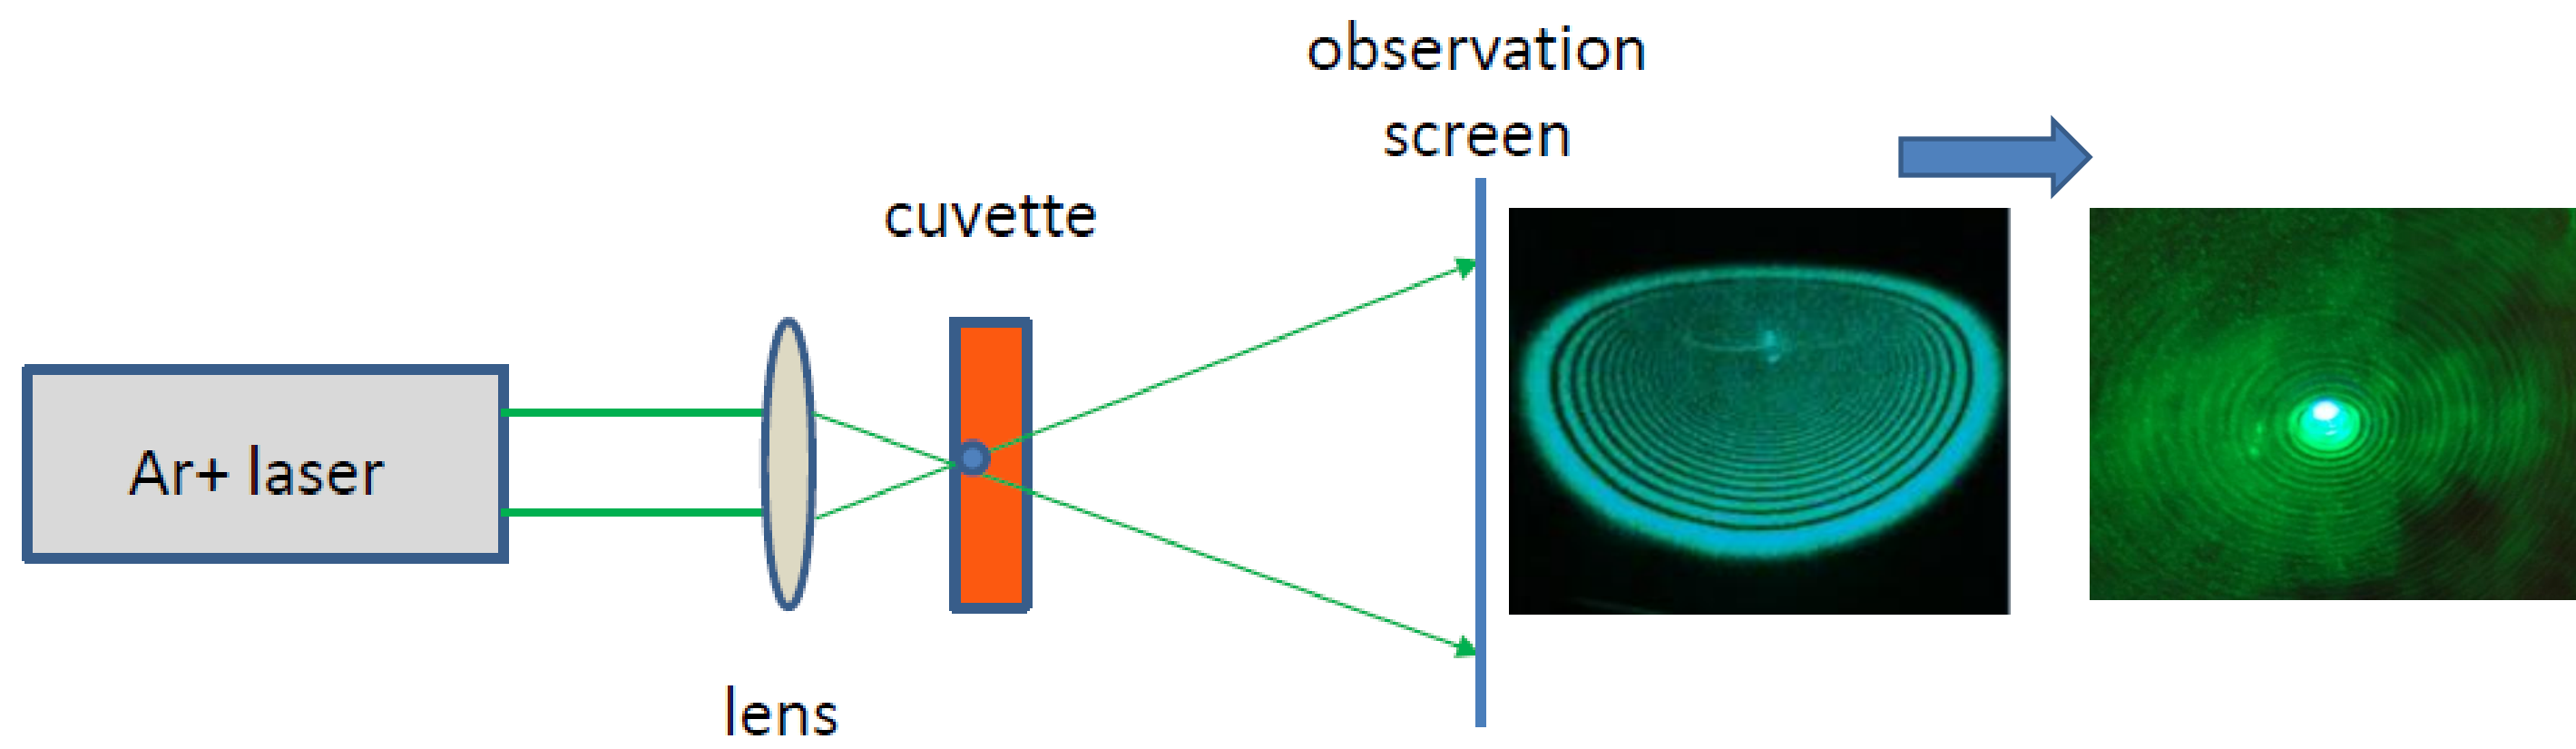 observation
screen
cuvette
Ar+ laser
lens